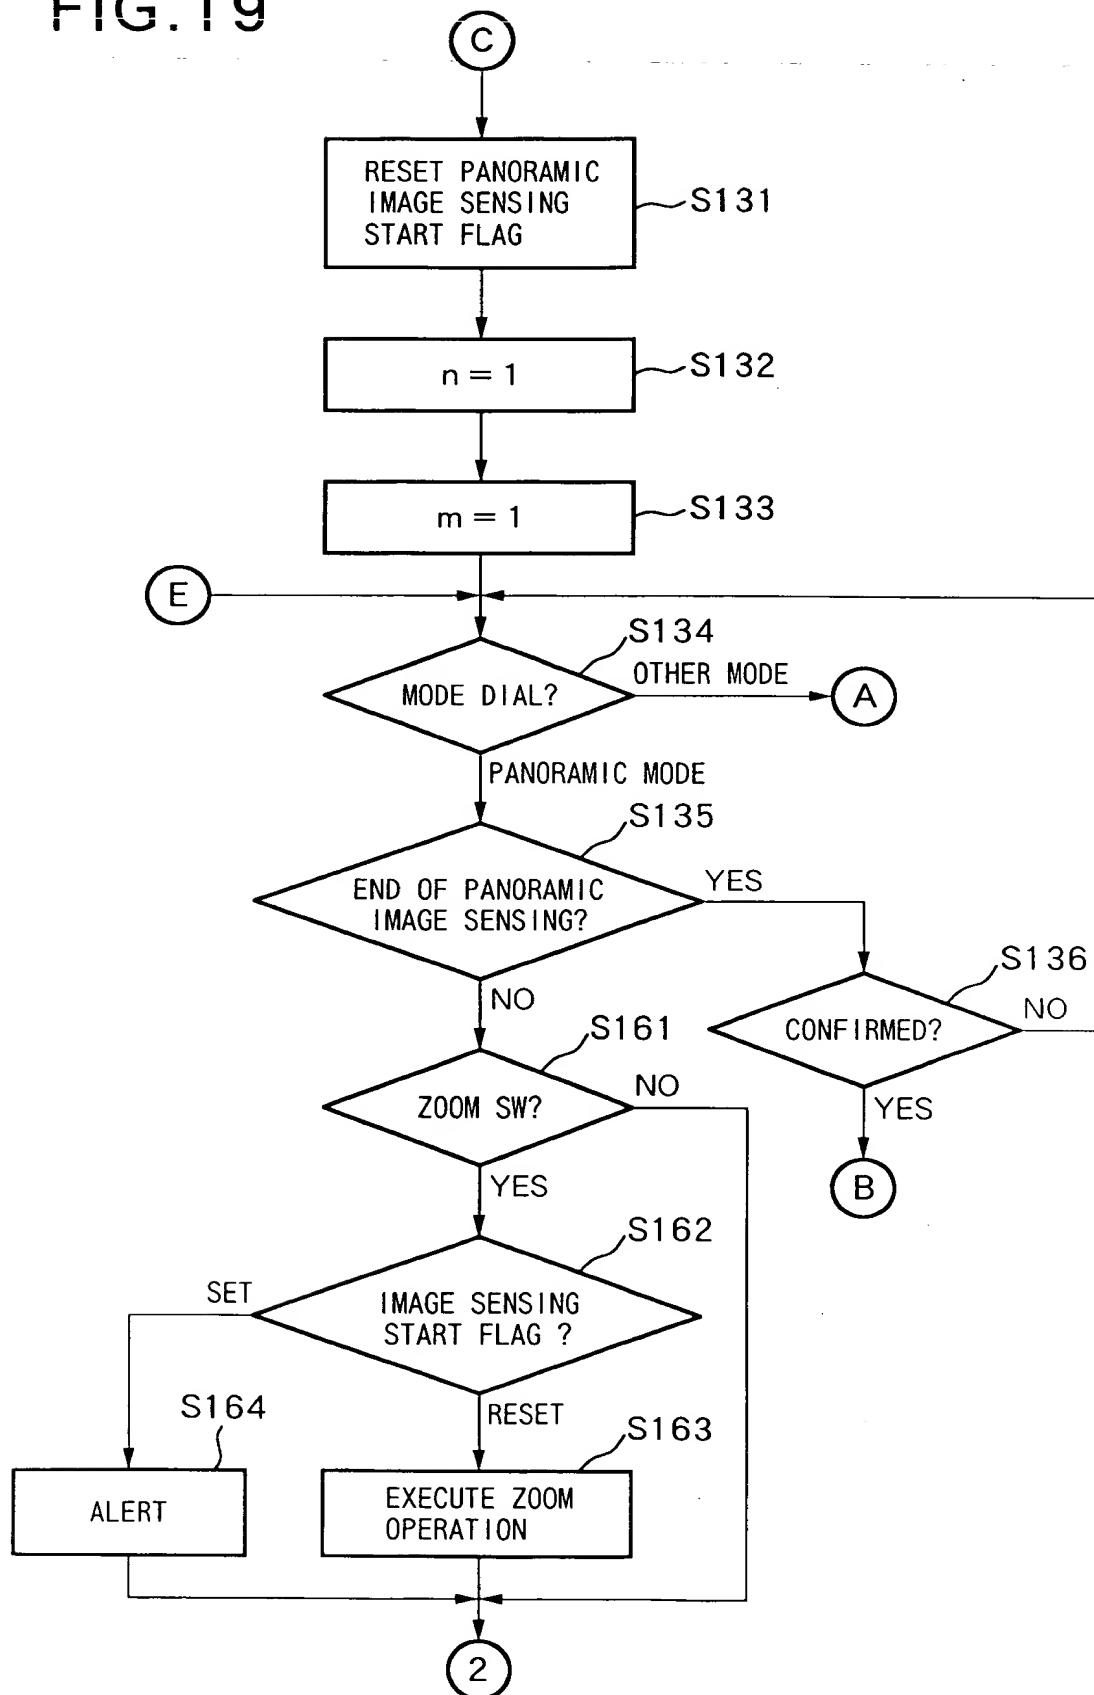 FIG.19
C
RESET PANORAMIC
IMAGE SENSING
START FLAG
S131
n = 1
S132
m = 1
S133
E
S134
MODE DIAL?
OTHER MODE
A
PANORAMIC MODE
S135
END OF PANORAMIC
IMAGE SENSING?
YES
S136
CONFIRMED?
NO
YES
B
NO
S161
ZOOM SW?
NO
YES
S162
IMAGE SENSING
START FLAG ?
SET
S164
ALERT
RESET
S163
EXECUTE ZOOM
OPERATION
2